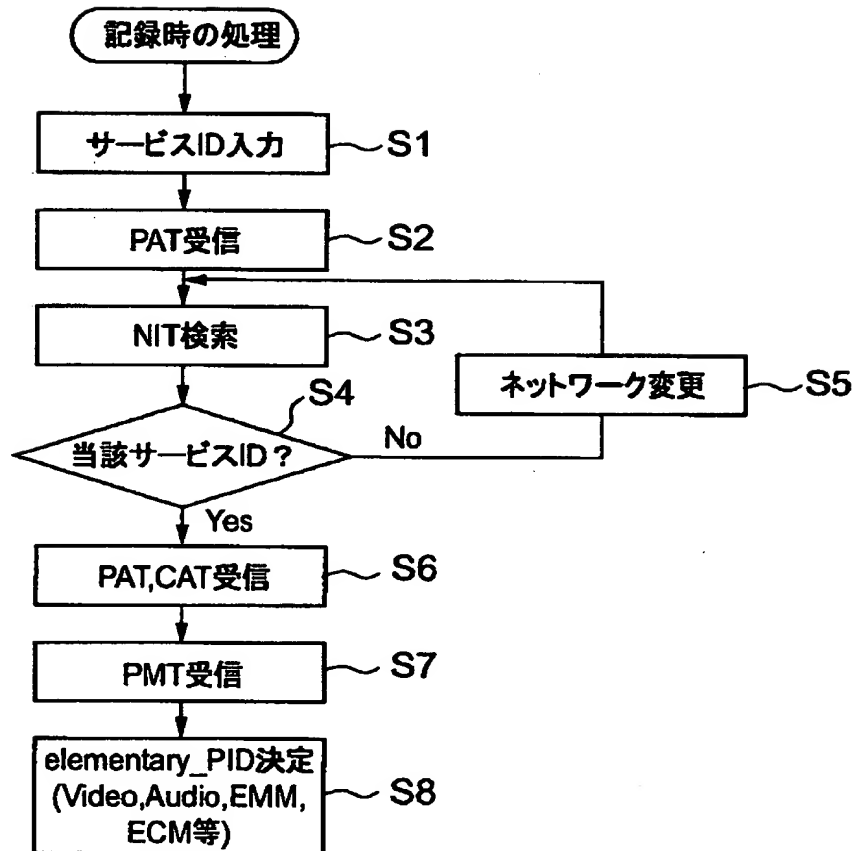 記録時の処理
サービスID入力
S1
PAT受信
S2
NIT検索
S3
ネットワーク変更
S5
S4
当該サービスID？
No
Yes
PAT,CAT受信
S6
PMT受信
S7
elementary_PID決定
(Video,Audio,EMM,
ECM等)
S8